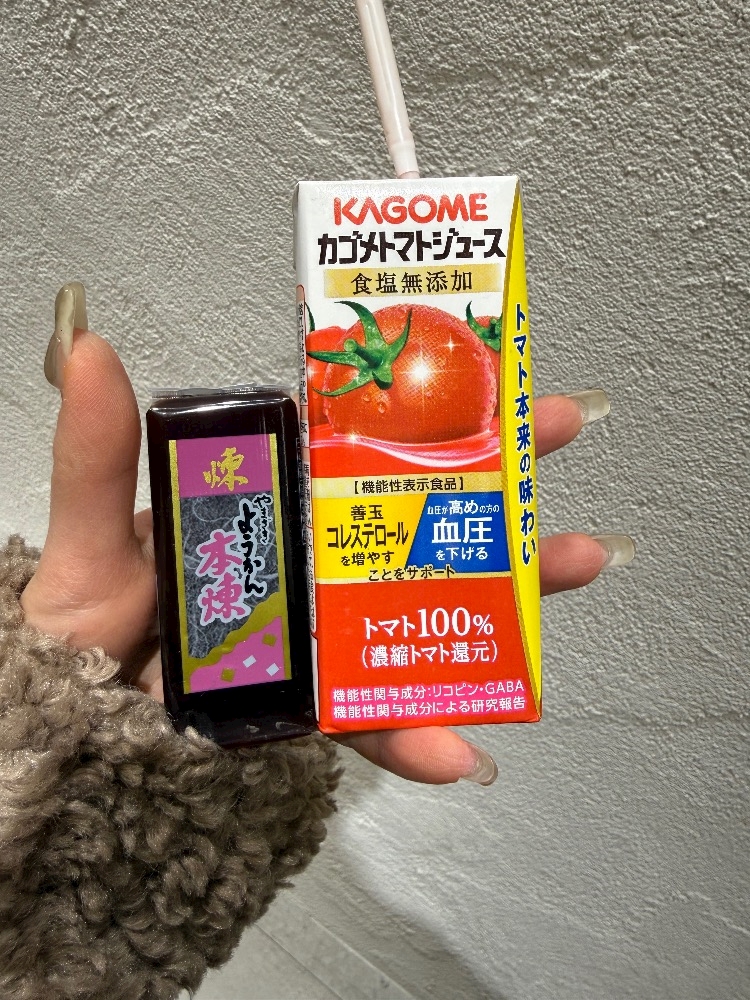 KAGOME
カゴメトマトジュース
食塩無添加
【機能性表示食品】
善玉
コレステロール
を増やす
血圧が高めの方の
血圧
を下げる
ことをサポート
トマト100%
(濃縮トマト還元)
機能性関与成分:リコピン・GABA
機能性関与成分による研究報告
トマト本来の味わい
煉
やまざき
ようかん
本煉